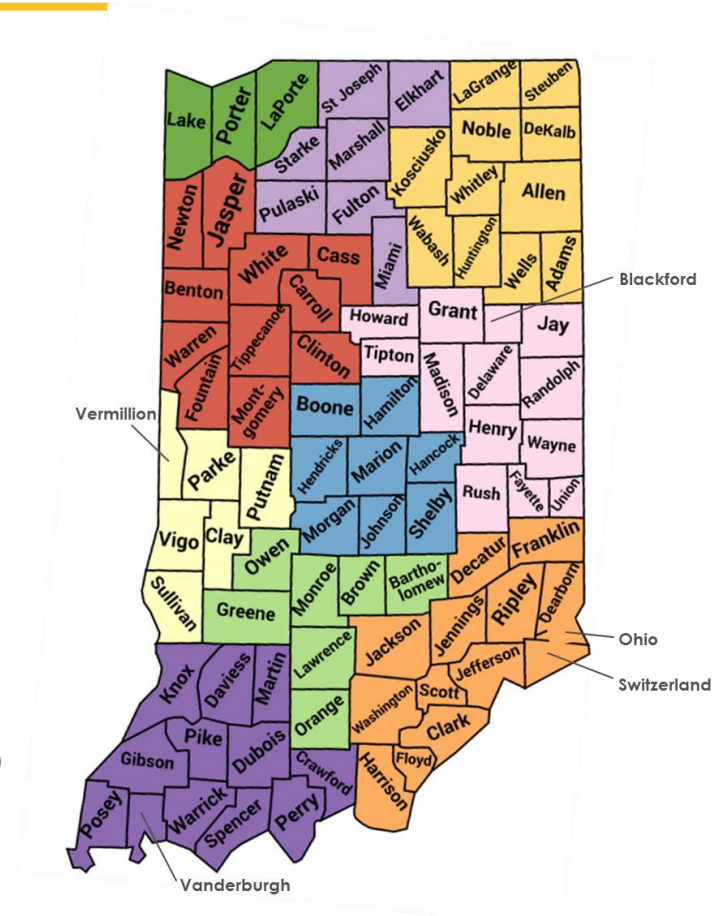 St Joseph
Elkhart
LaGrange
Steuben
Lake
Porter
LaPorte
Noble
DeKalb
Starke
Marshall
Kosciusko
Whitley
Allen
Newton
Jasper
Pulaski
Fulton
Wabash
Huntington
Wells
Adams
White
Cass
Miami
Blackford
Benton
Carroll
Howard
Grant
Jay
Warren
Tippecanoe
Clinton
Tipton
Madison
Delaware
Randolph
Fountain
Mont-
gomery
Boone
Hamilton
Vermillion
Henry
Wayne
Parke
Putnam
Hendricks
Marion
Hancock
Rush
Fayette
Union
Vigo
Clay
Morgan
Johnson
Shelby
Owen
Decatur
Franklin
Sullivan
Greene
Monroe
Brown
Bartho-
lomew
Jennings
Ripley
Dearborn
Ohio
Lawrence
Jackson
Jefferson
Switzerland
Knox
Daviess
Martin
Orange
Washington
Scott
Clark
Pike
Gibson
Dubois
Crawford
Harrison
Floyd
Posey
Warrick
Spencer
Perry
Vanderburgh